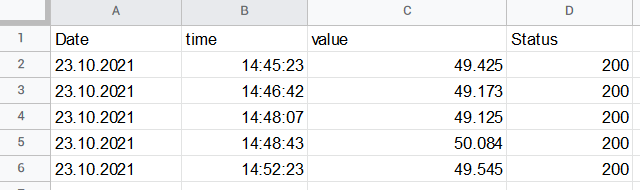 A B C D
1 Date time value Status
2 23.10.2021 14:45:23 49.425 200
3 23.10.2021 14:46:42 49.173 200
4 23.10.2021 14:48:07 49.125 200
5 23.10.2021 14:48:43 50.084 200
6 23.10.2021 14:52:23 49.545 200